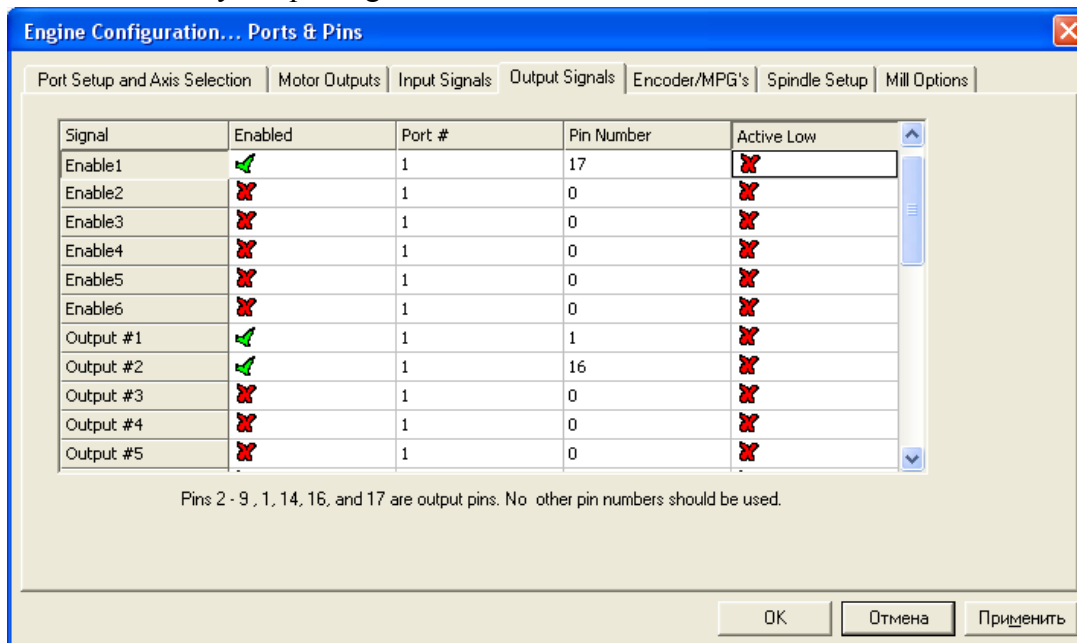 Engine Configuration... Ports & Pins
Port Setup and Axis Selection Motor Outputs Input Signals Output Signals Encoder/MPG's Spindle Setup Mill Options
Signal Enabled Port # Pin Number Active Low
Enable1 1 17
Enable2 1 0
Enable3 1 0
Enable4 1 0
Enable5 1 0
Enable6 1 0
Output #1 1 1
Output #2 1 16
Output #3 1 0
Output #4 1 0
Output #5 1 0
Pins 2 - 9 , 1, 14, 16, and 17 are output pins. No other pin numbers should be used.
OK Отмена Применить